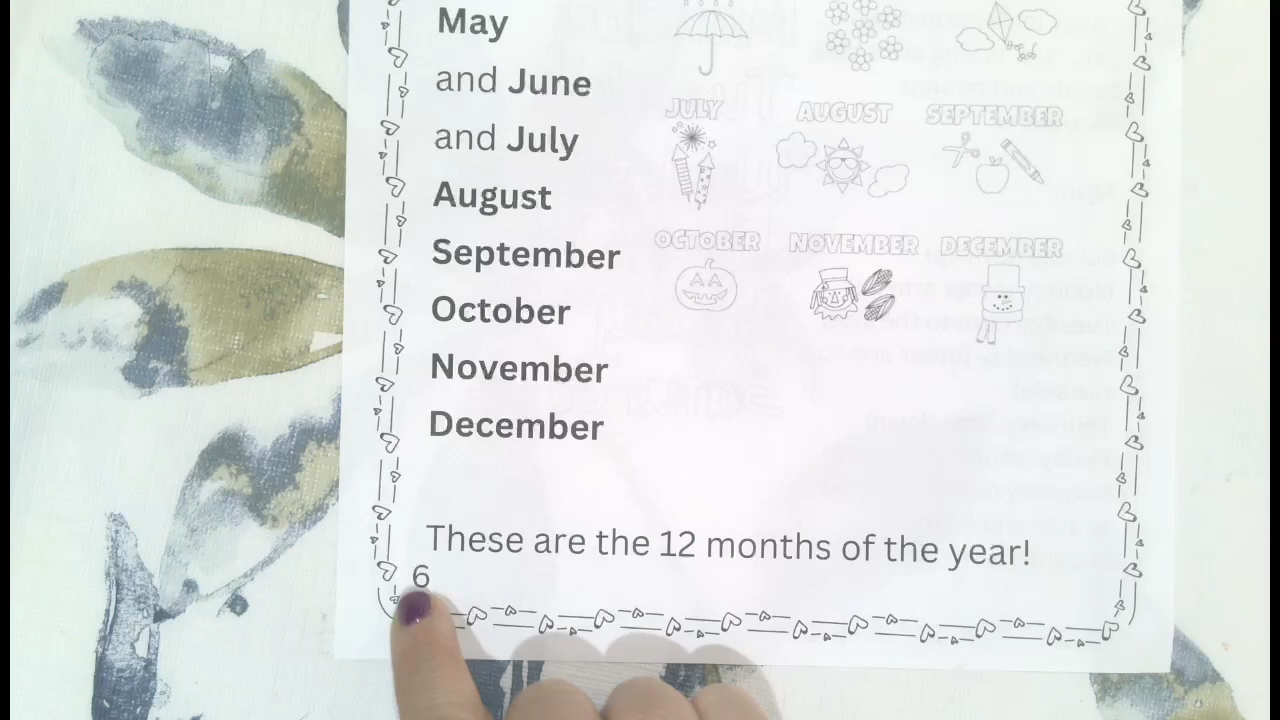 May
and June
and July
August
September
October
November
December
JULY AUGUST SEPTEMBER
OCTOBER NOVEMBER DECEMBER
These are the 12 months of the year!
6